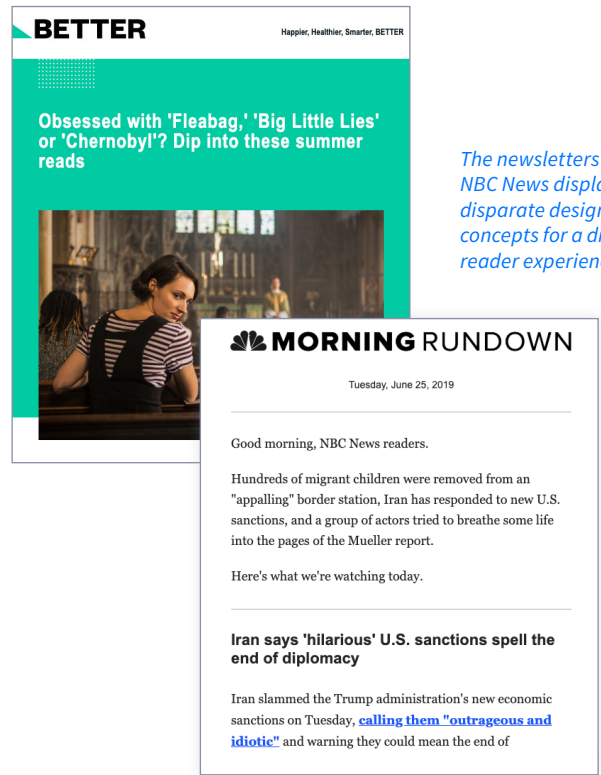 BETTER
Happier, Healthier, Smarter, BETTER
Obsessed with 'Fleabag,' 'Big Little Lies'
or 'Chernobyl'? Dip into these summer
reads
The newsletters
NBC News
disparate
concepts for a
reader
MORNING RUNDOWN
Tuesday, June 25, 2019
Good morning, NBC News readers.
Hundreds of migrant children were removed from an
"appalling" border station, Iran has responded to new U.S.
sanctions, and a group of actors tried to breathe some life
into the pages of the Mueller report.
Here's what we're watching today.
Iran says 'hilarious' U.S. sanctions spell the
end of diplomacy
Iran slammed the Trump administration's new economic
sanctions on Tuesday, calling them "outrageous and
idiotic" and warning they could mean the end of